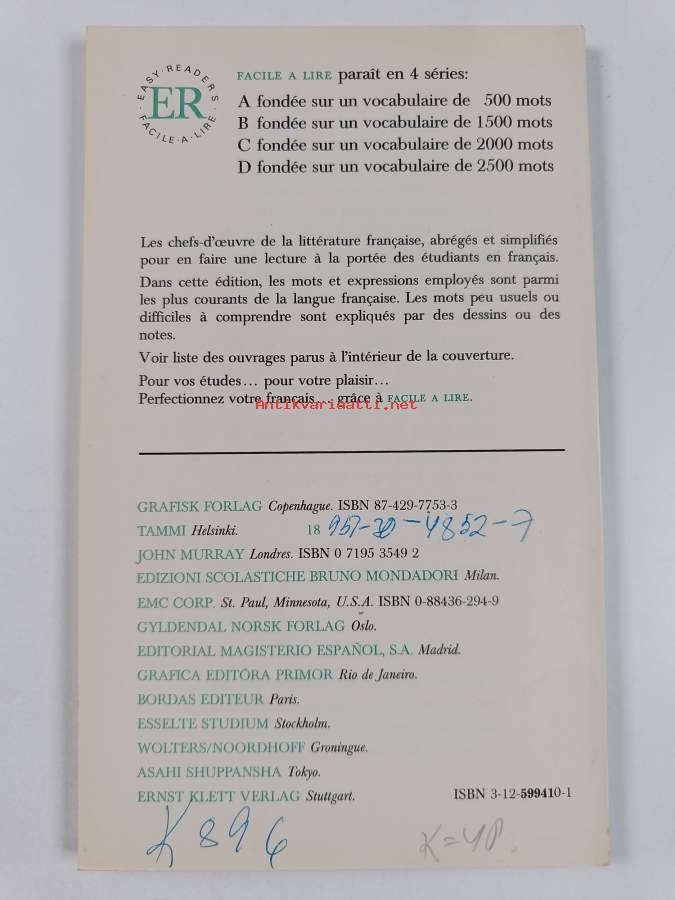 EASY·READERS
ER
FACILE·A·LIRE
FACILE A LIRE paraît en 4 séries:
A fondée sur un vocabulaire de 500 mots
B fondée sur un vocabulaire de 1500 mots
C fondée sur un vocabulaire de 2000 mots
D fondée sur un vocabulaire de 2500 mots
Les chefs-d'œuvre de la littérature française, abrégés et simplifiés
pour en faire une lecture à la portée des étudiants en français.
Dans cette édition, les mots et expressions employés sont parmi
les plus courants de la langue française. Les mots peu usuels ou
difficiles à comprendre sont expliqués par des dessins ou des
notes.
Voir liste des ouvrages parus à l'intérieur de la couverture.
Pour vos études... pour votre plaisir...
Perfectionnez votre français... grâce à FACILE A LIRE.
Antikvariaatti.net
GRAFISK FORLAG Copenhague. ISBN 87-429-7753-3
TAMMI Helsinki. 18 951-30-4852-7
JOHN MURRAY Londres. ISBN 0 7195 3549 2
EDIZIONI SCOLASTICHE BRUNO MONDADORI Milan.
EMC CORP. St. Paul, Minnesota, U.S.A. ISBN 0-88436-294-9
GYLDENDAL NORSK FORLAG Oslo.
EDITORIAL MAGISTERIO ESPAÑOL, S.A. Madrid.
GRAFICA EDITÔRA PRIMOR Rio de Janeiro.
BORDAS EDITEUR Paris.
ESSELTE STUDIUM Stockholm.
WOLTERS/NOORDHOFF Groningue.
ASAHI SHUPPANSHA Tokyo.
ERNST KLETT VERLAG Stuttgart. ISBN 3-12-599410-1
K 896